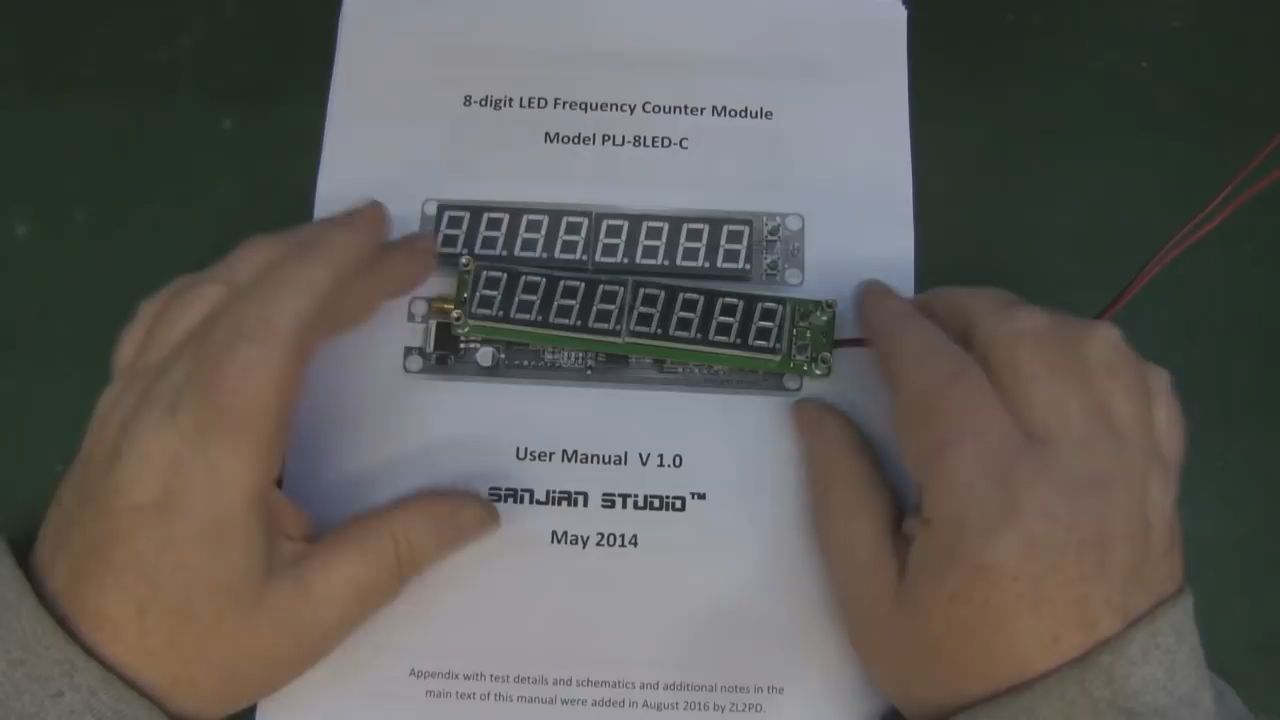 8-digit LED Frequency Counter Module
Model PLJ-8LED-C
User Manual V 1.0
SANJIAN STUDIO™
May 2014
Appendix with test details and schematics and additional notes in the
main text of this manual were added in August 2016 by ZL2PD.